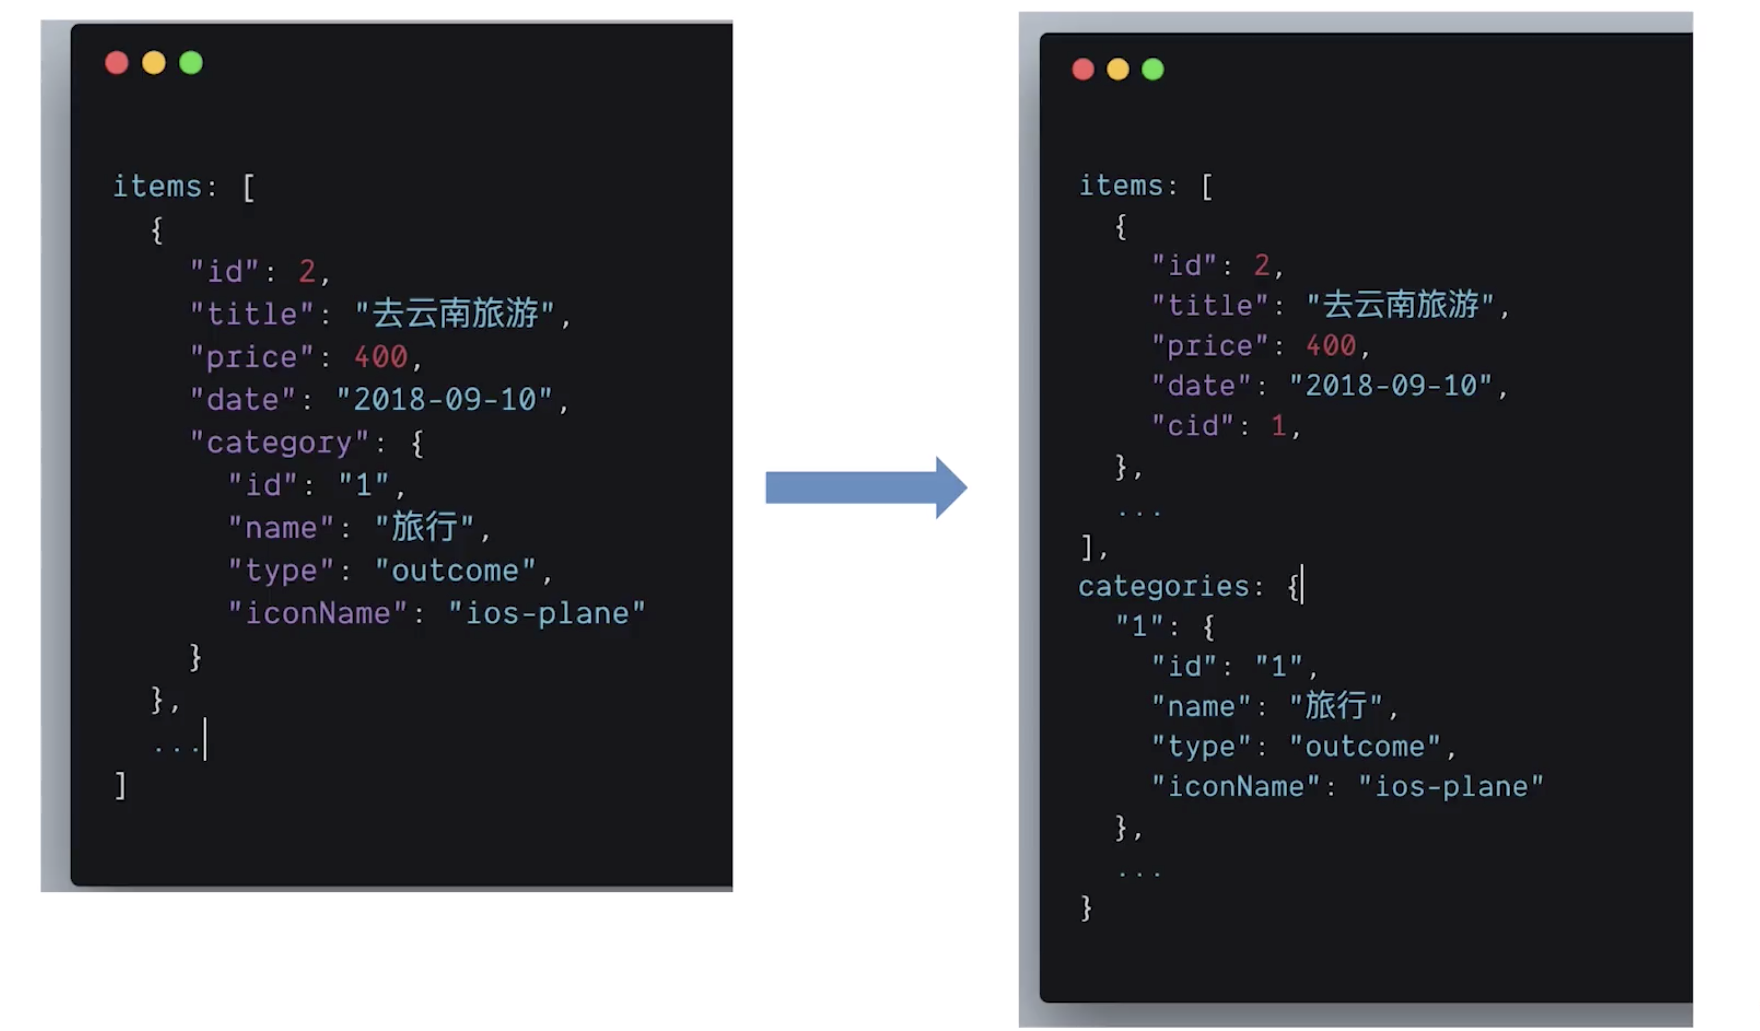 items: [
{
"id": 2,
"title": "去云南旅游",
"price": 400,
"date": "2018-09-10",
"category": {
"id": "1",
"name": "旅行",
"type": "outcome",
"iconName": "ios-plane"
}
},
...
]
items: [
{
"id": 2,
"title": "去云南旅游",
"price": 400,
"date": "2018-09-10",
"cid": 1,
},
...
],
categories: {
"1": {
"id": "1",
"name": "旅行",
"type": "outcome",
"iconName": "ios-plane"
},
...
}